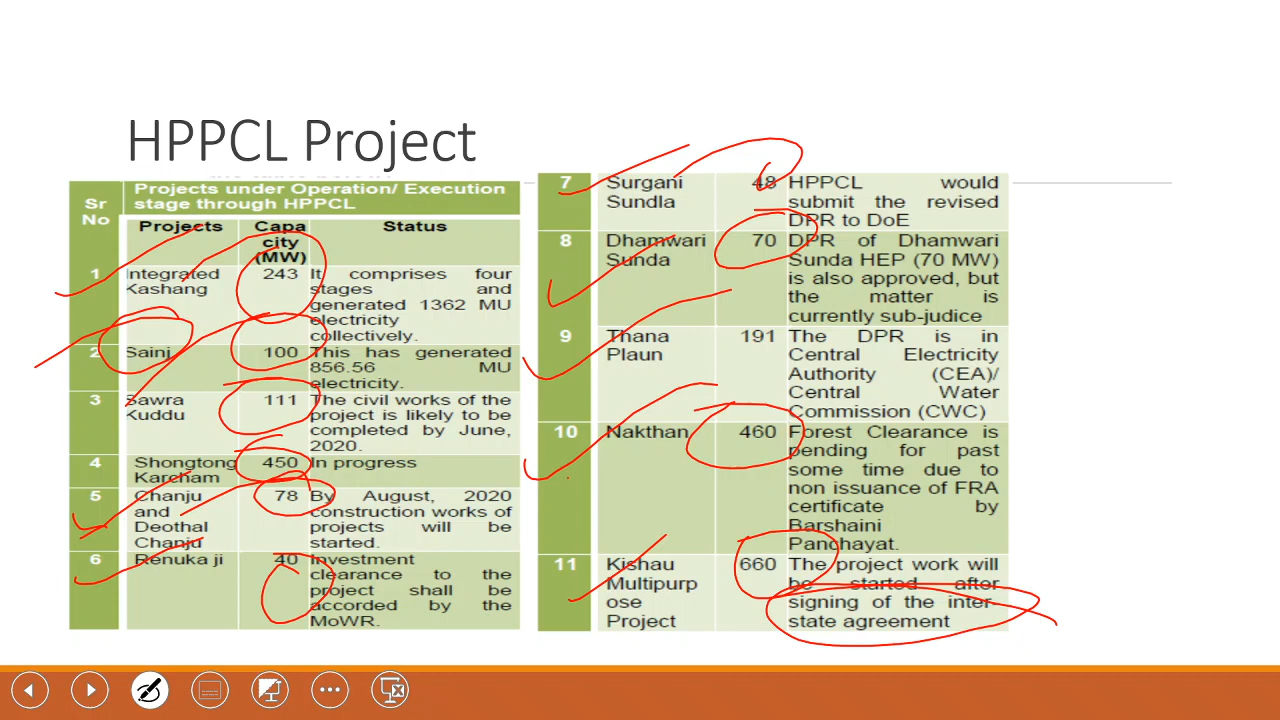 HPPCL Project
Sr
No
Projects under Operation/ Execution
stage through HPPCL
Projects
Capa
city
(MW)
Status
1
Integrated
Kashang
243
It comprises four
stages and
generated 1362 MU
electricity
collectively.
2
Sainj
100
This has generated
856.56 MU
electricity.
3
Sawra
Kuddu
111
The civil works of the
project is likely to be
completed by June,
2020.
4
Shongtong
Karcham
450
In progress
5
Chanju
and
Deothal
Chanju
78
By August, 2020
construction works of
projects will be
started.
6
Renuka ji
40
Investment
clearance to the
project shall be
accorded by the
MoWR.
7
Surgani
Sundla
48
HPPCL would
submit the revised
DPR to DoE
8
Dhamwari
Sunda
70
DPR of Dhamwari
Sunda HEP (70 MW)
is also approved, but
the matter is
currently sub-judice
9
Thana
Plaun
191
The DPR is in
Central Electricity
Authority (CEA)/
Central Water
Commission (CWC)
10
Nakthan
460
Forest Clearance is
pending for past
some time due to
non issuance of FRA
certificate by
Barshaini
Panchayat.
11
Kishau
Multipurp
ose
Project
660
The project work will
be started after
signing of the inter-
state agreement